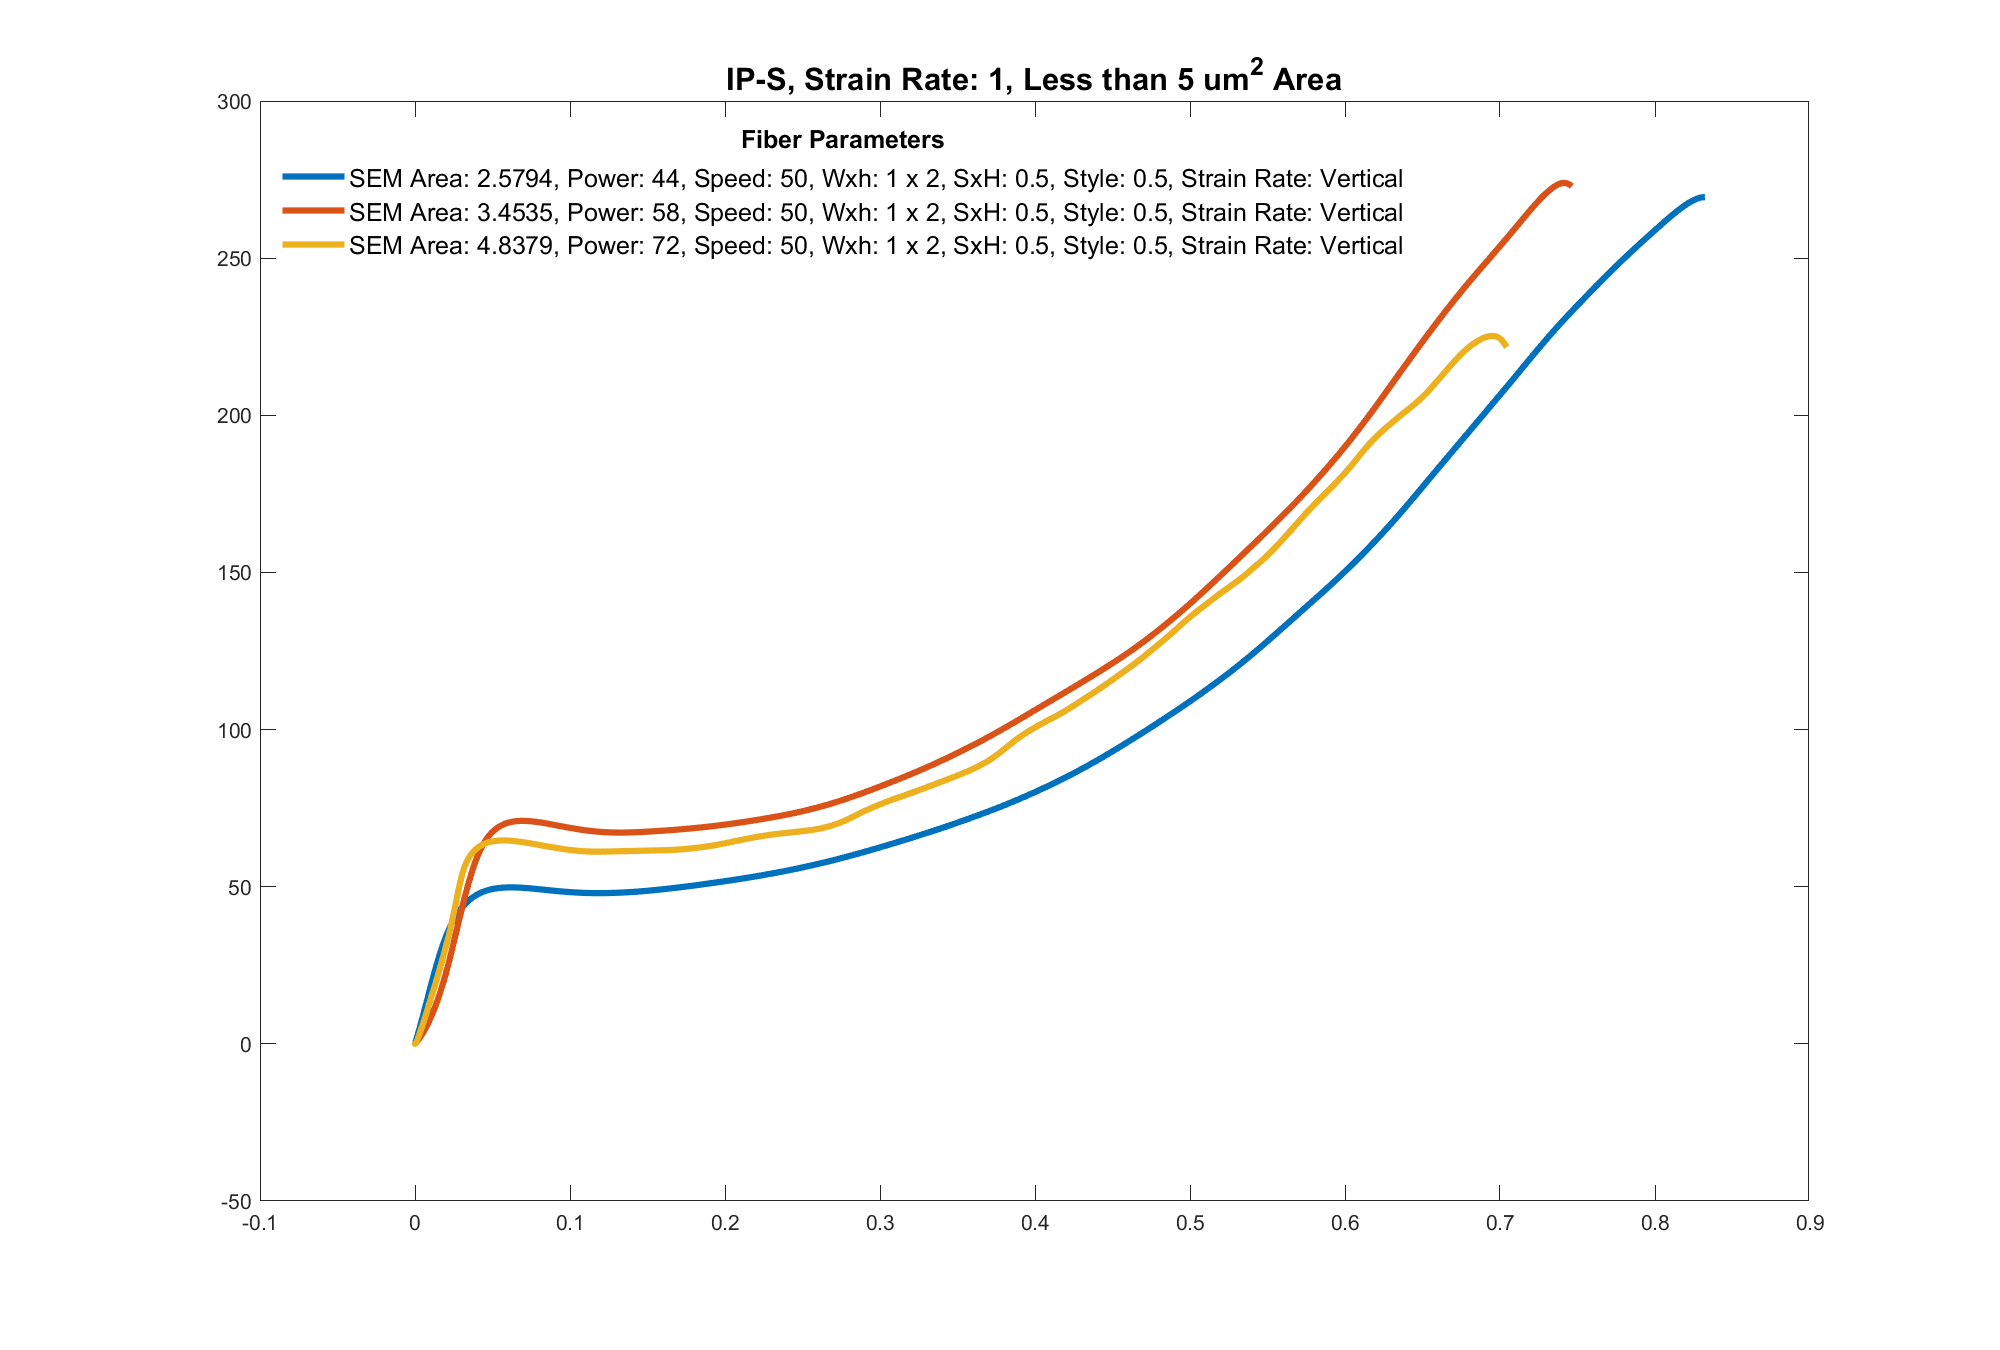 IP-S, Strain Rate: 1, Less than 5 um2 Area
300
Fiber Parameters
SEM Area: 2.5794, Power: 44, Speed: 50, Wxh: 1 x 2, SxH: 0.5, Style: 0.5, Strain Rate: Vertical
SEM Area: 3.4535, Power: 58, Speed: 50, Wxh: 1 x 2, SxH: 0.5, Style: 0.5, Strain Rate: Vertical
SEM Area: 4.8379, Power: 72, Speed: 50, Wxh: 1 x 2, SxH: 0.5, Style: 0.5, Strain Rate: Vertical
250
200
150
100
50
0
-50
-0.1 0 0.1 0.2 0.3 0.4 0.5 0.6 0.7 0.8 0.9